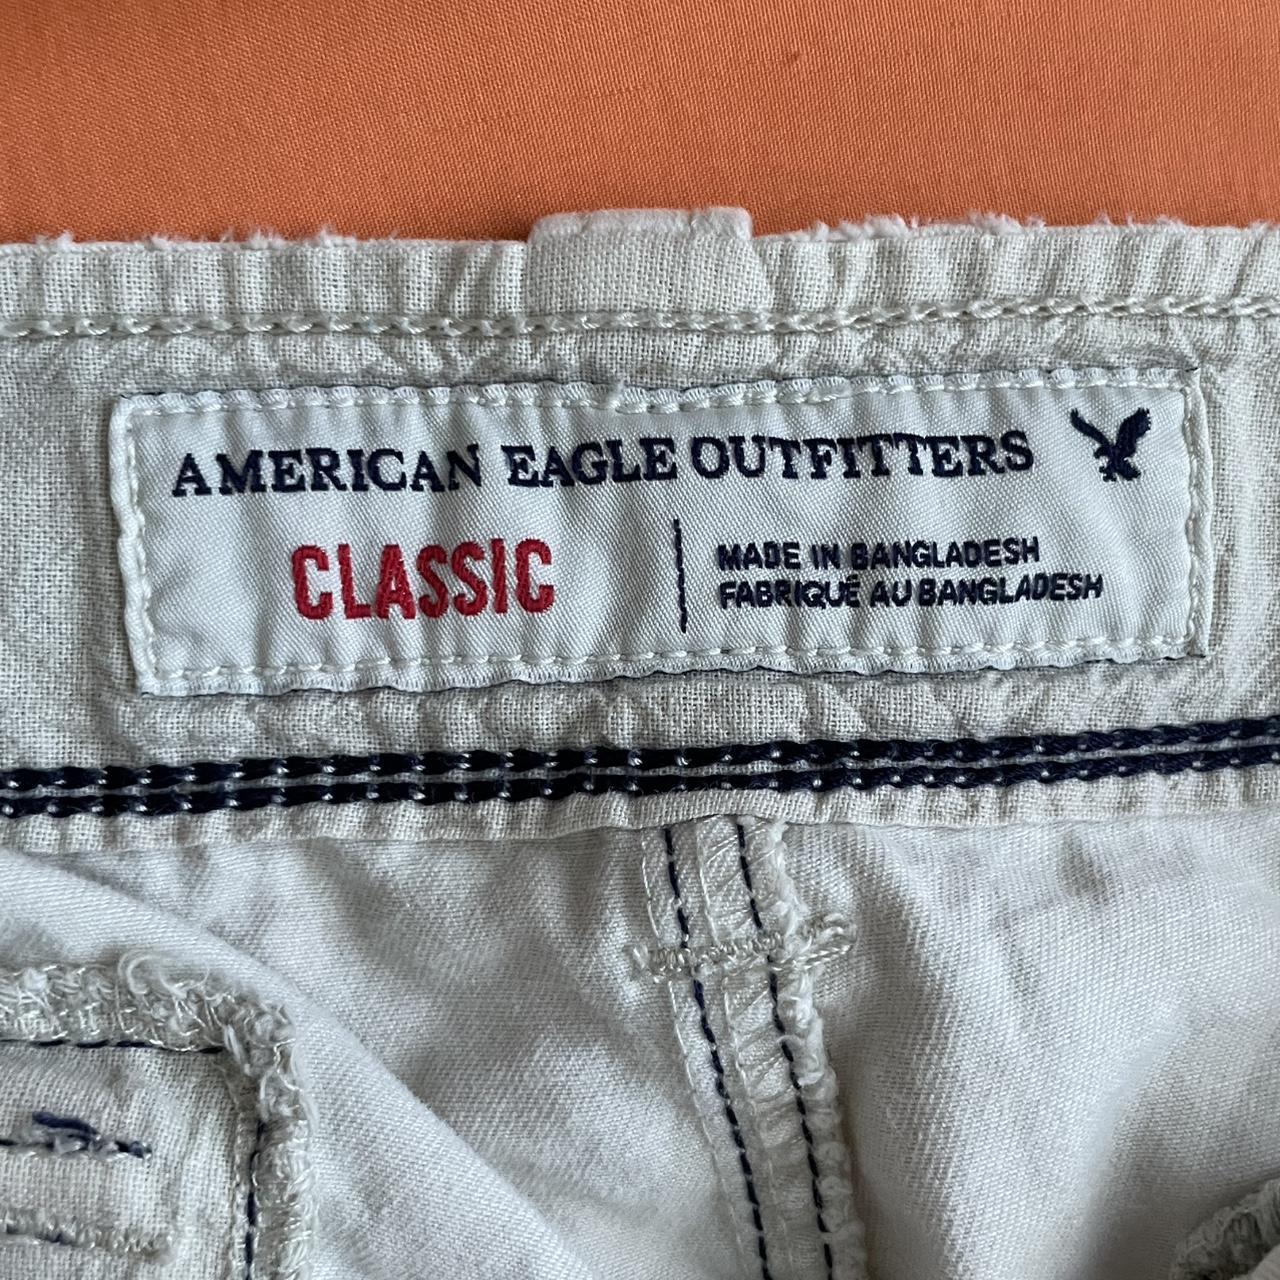 AMERICAN EAGLE OUTFITTERS
CLASSIC
MADE IN BANGLADESH
FABRIQUÉ AU BANGLADESH